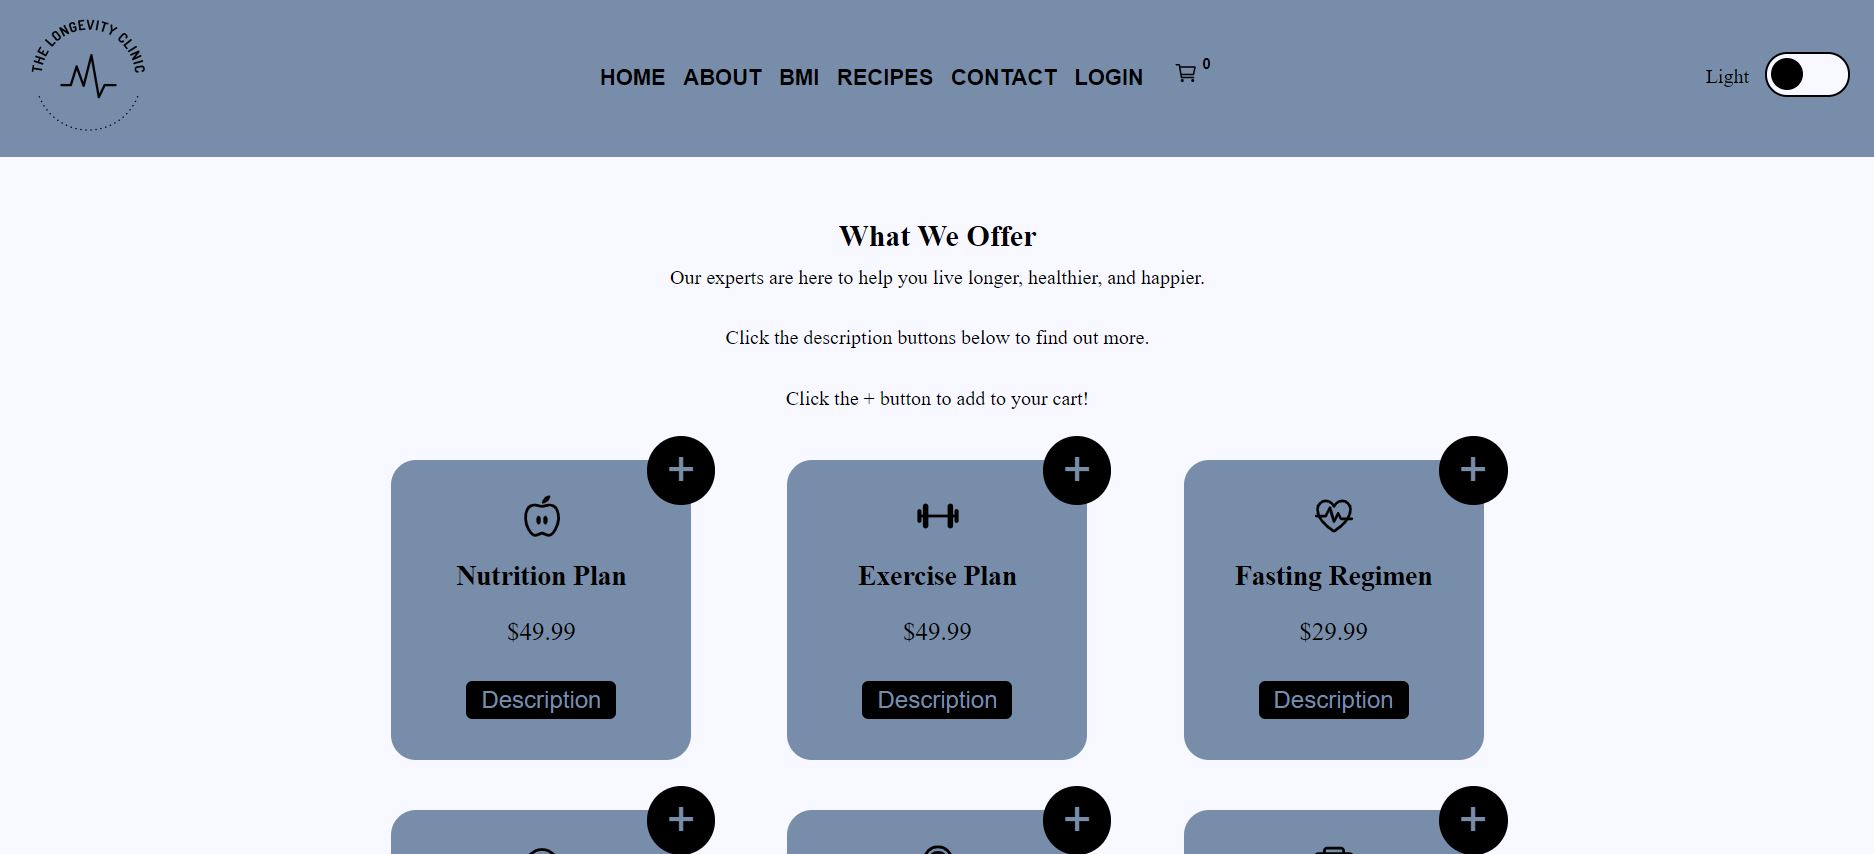 THE LONGEVITY CLINIC
HOME ABOUT BMI RECIPES CONTACT LOGIN 0
Light
What We Offer
Our experts are here to help you live longer, healthier, and happier.
Click the description buttons below to find out more.
Click the + button to add to your cart!
+ + +
Nutrition Plan Exercise Plan Fasting Regimen
$49.99 $49.99 $29.99
Description Description Description
+ + +